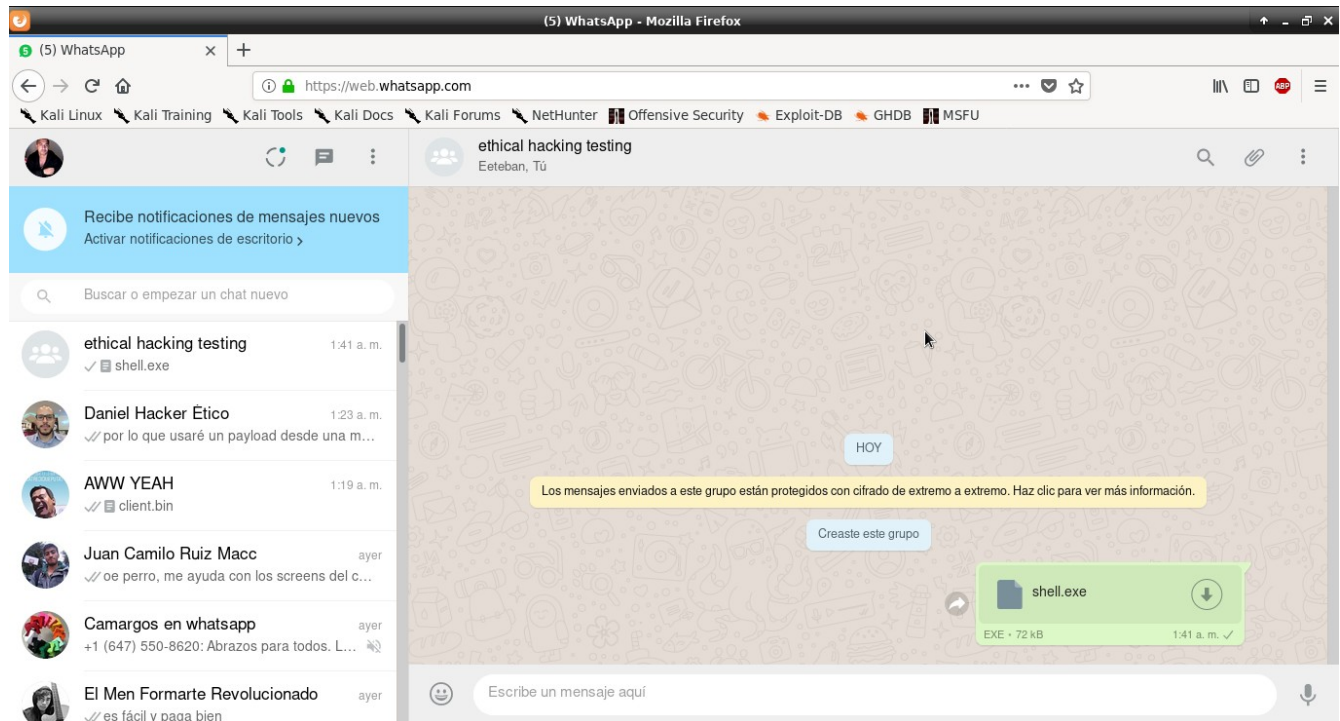 (5) WhatsApp - Mozilla Firefox
(5) WhatsApp
https://web.whatsapp.com
Kali Linux Kali Training Kali Tools Kali Docs Kali Forums NetHunter Offensive Security Exploit-DB GHDB MSFU
ABP
ethical hacking testing
Eeteban, Tú
Recibe notificaciones de mensajes nuevos
Activar notificaciones de escritorio
Buscar o empezar un chat nuevo
ethical hacking testing 1:41 a. m.
shell.exe
Daniel Hacker Ético 1:23 a. m.
por lo que usaré un payload desde una m...
AWW YEAH 1:19 a. m.
client.bin
Juan Camilo Ruiz Macc ayer
oe perro, me ayuda con los screens del c...
Camargos en whatsapp ayer
+1 (647) 550-8620: Abrazos para todos. L...
El Men Formarte Revolucionado ayer
es fácil y paga bien
HOY
Los mensajes enviados a este grupo están protegidos con cifrado de extremo a extremo. Haz clic para ver más información.
Creaste este grupo
shell.exe
EXE • 72 kB 1:41 a. m.
Escribe un mensaje aquí